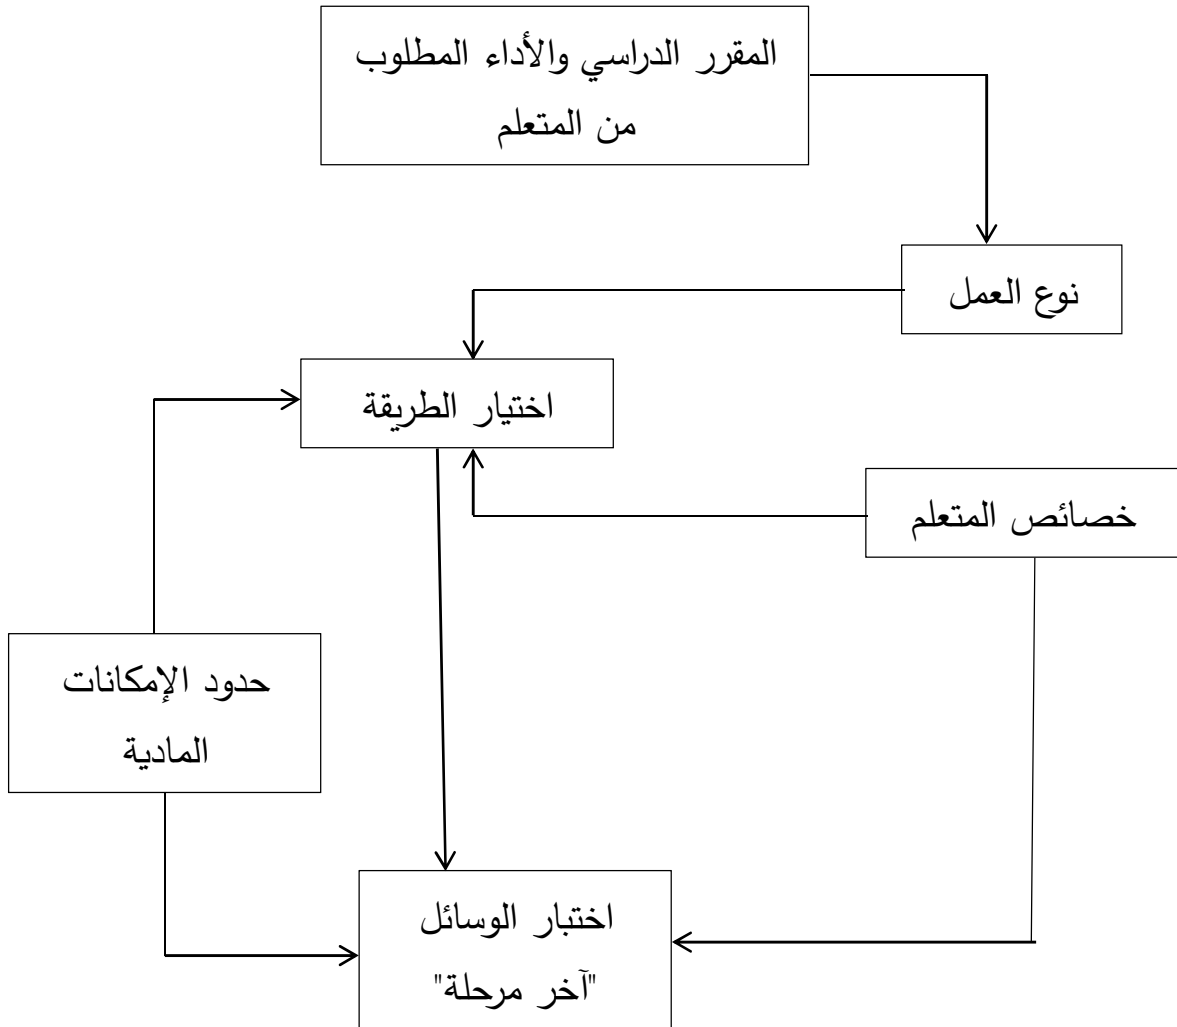 المقرر الدراسي والأداء المطلوب
من المتعلم
نوع العمل
اختيار الطريقة
خصائص المتعلم
حدود الإمكانات
المادية
اختبار الوسائل
"آخر مرحلة"